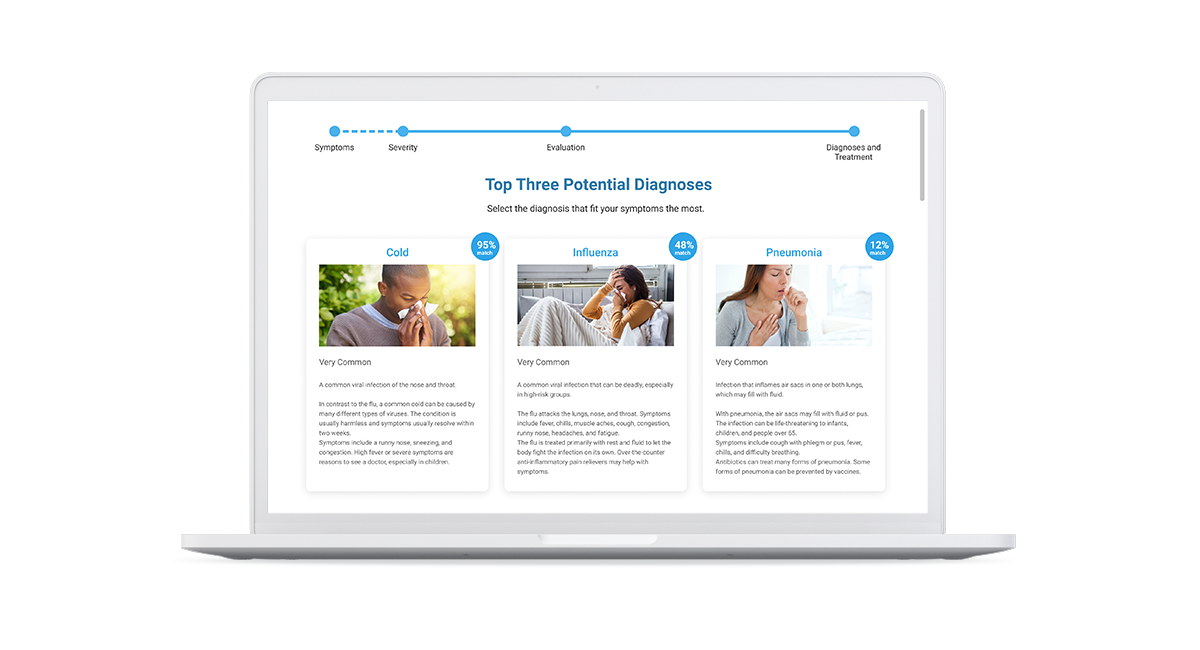 Symptoms
Severity
Evaluation
Diagnoses and
Treatment
Top Three Potential Diagnoses
Select the diagnosis that fit your symptoms the most.
Cold
95%
match
Very Common
A common viral infection of the nose and throat.
In contrast to the flu, a common cold can be caused by
many different types of viruses. The condition is
usually harmless and symptoms usually resolve within
two weeks.
Symptoms include a runny nose, sneezing, and
congestion. High fever or severe symptoms are
reasons to see a doctor, especially in children.
Influenza
48%
match
Very Common
A common viral infection that can be deadly, especially
in high-risk groups.
The flu attacks the lungs, nose, and throat. Symptoms
include fever, chills, muscle aches, cough, congestion,
runny nose, headaches, and fatigue.
The flu is treated primarily with rest and fluid to let the
body fight the infection on its own. Over-the-counter
anti-inflammatory pain relievers may help with
symptoms.
Pneumonia
12%
match
Very Common
Infection that inflames air sacs in one or both lungs,
which may fill with fluid.
With pneumonia, the air sacs may fill with fluid or pus.
The infection can be life-threatening to infants,
children, and people over 65.
Symptoms include cough with phlegm or pus, fever,
chills, and difficulty breathing.
Antibiotics can treat many forms of pneumonia. Some
forms of pneumonia can be prevented by vaccines.